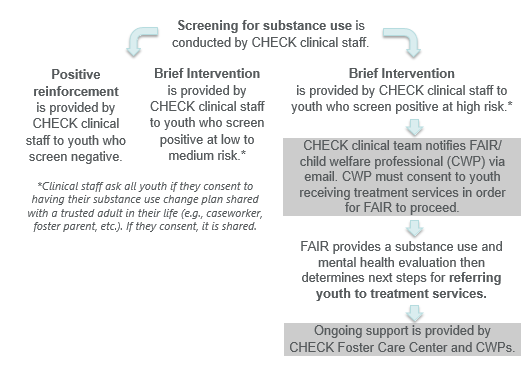 Screening for substance use is
conducted by CHECK clinical staff.
Positive
reinforcement
is provided by
CHECK clinical
staff to youth who
screen negative.
Brief Intervention
is provided by
CHECK clinical staff
to youth who screen
positive at low to
medium risk.*
*Clinical staff ask all youth if they consent to
having their substance use change plan shared
with a trusted adult in their life (e.g., caseworker,
foster parent, etc.). If they consent, it is shared.
Brief Intervention
is provided by CHECK clinical staff to
youth who screen positive at high risk.*
CHECK clinical team notifies FAIR/
child welfare professional (CWP) via
email. CWP must consent to youth
receiving treatment services in order
for FAIR to proceed.
FAIR provides a substance use and
mental health evaluation then
determines next steps for referring
youth to treatment services.
Ongoing support is provided by
CHECK Foster Care Center and CWPs.